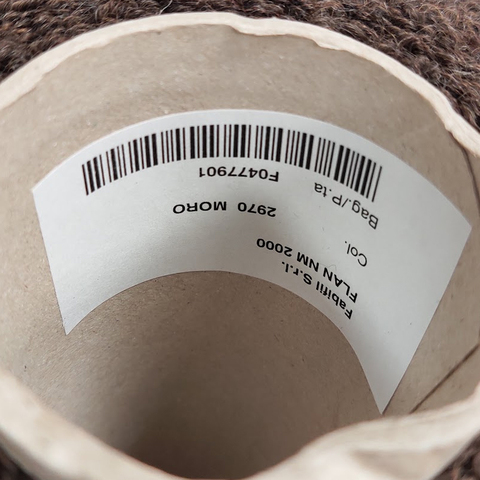 Fabifil S.r.l.
FLAN NM 2000
Col. 2970 MORO
Bag./P.ta F0477901